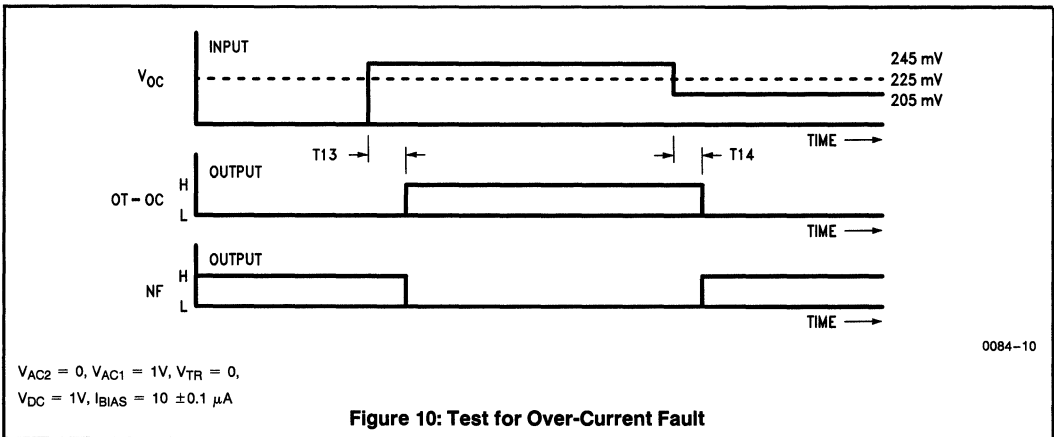 INPUT
V_OC
245 mV
225 mV
205 mV
TIME
T13
T14
OUTPUT
H
OT-OC
L
TIME
OUTPUT
H
NF
L
TIME
0084-10
V_AC2 = 0, V_AC1 = 1V, V_TR = 0,
V_DC = 1V, I_BIAS = 10 ±0.1 μA
Figure 10: Test for Over-Current Fault